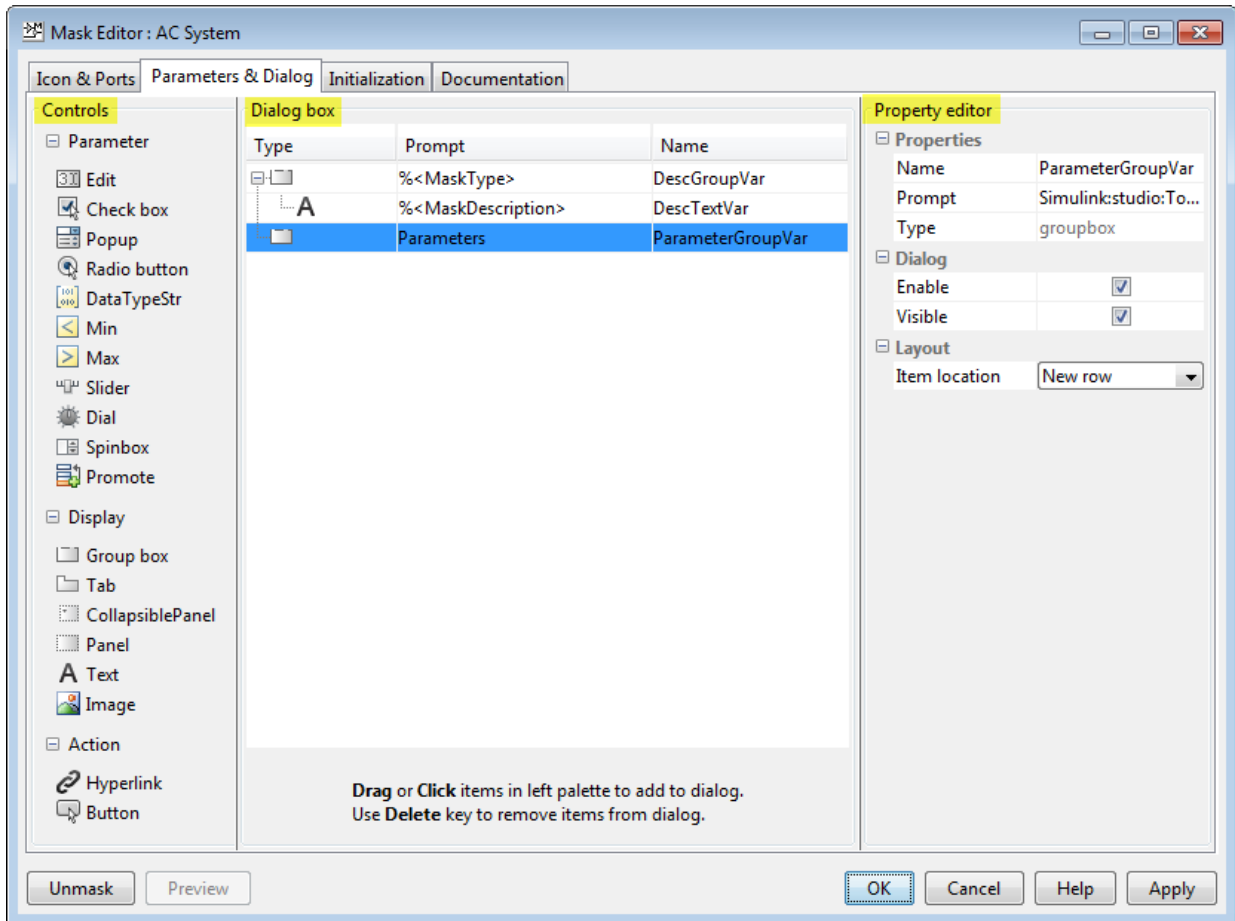 Mask Editor : AC System
Icon & Ports Parameters & Dialog Initialization Documentation
Controls
Parameter
Edit
Check box
Popup
Radio button
DataTypeStr
Min
Max
Slider
Dial
Spinbox
Promote
Display
Group box
Tab
CollapsiblePanel
Panel
A Text
Image
Action
Hyperlink
Button
Dialog box
Type Prompt Name
%<MaskType> DescGroupVar
A %<MaskDescription> DescTextVar
Parameters ParameterGroupVar
Drag or Click items in left palette to add to dialog.
Use Delete key to remove items from dialog.
Property editor
Properties
Name ParameterGroupVar
Prompt Simulink:studio:To...
Type groupbox
Dialog
Enable
Visible
Layout
Item location New row
Unmask Preview OK Cancel Help Apply